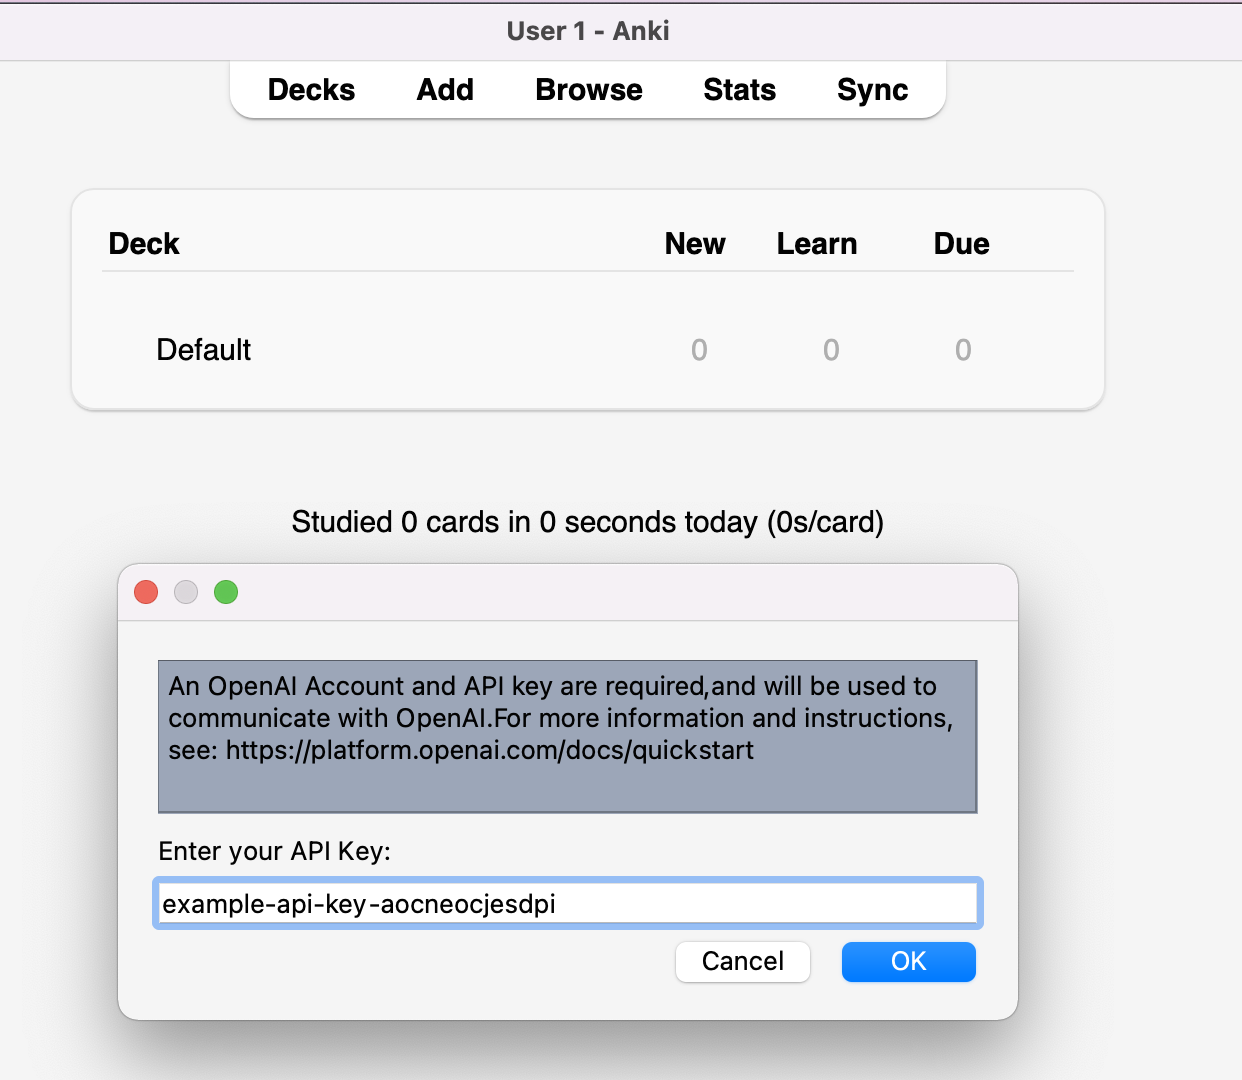 User 1 - Anki
Decks Add Browse Stats Sync
Deck New Learn Due
Default 0 0 0
Studied 0 cards in 0 seconds today (0s/card)
An OpenAI Account and API key are required,and will be used to
communicate with OpenAI.For more information and instructions,
see: https://platform.openai.com/docs/quickstart
Enter your API Key:
example-api-key-aocneocjesdpi
Cancel OK